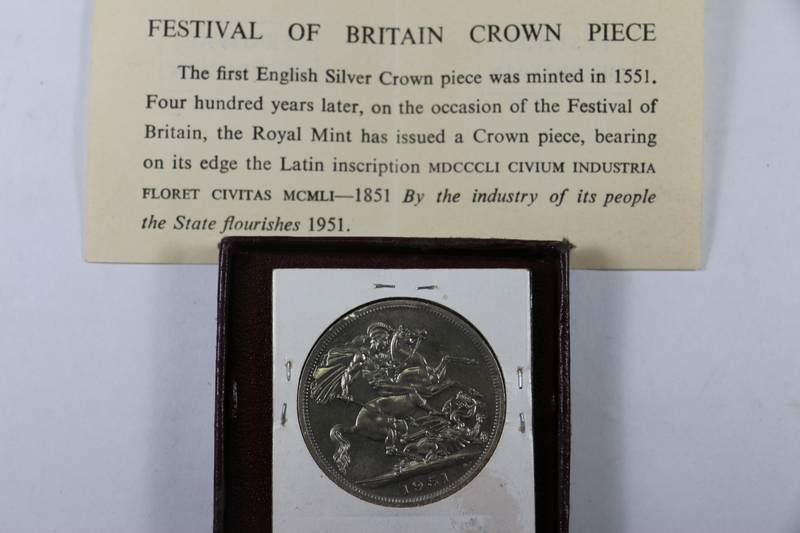 FESTIVAL OF BRITAIN CROWN PIECE
The first English Silver Crown piece was minted in 1551.
Four hundred years later, on the occasion of the Festival of
Britain, the Royal Mint has issued a Crown piece, bearing
on its edge the Latin inscription MDCCCLI CIVIUM INDUSTRIA
FLORET CIVITAS MCMLI—1851 By the industry of its people
the State flourishes 1951.
1951